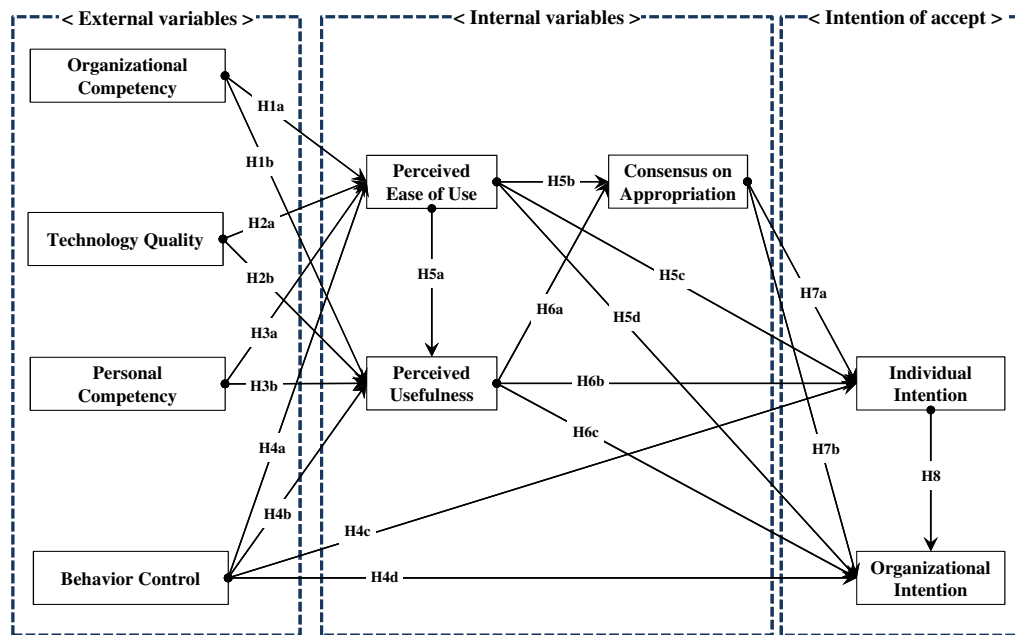 < External variables >
< Internal variables >
< Intention of accept >
Organizational
Competency
H1a
H1b
Perceived
Ease of Use
H5b
Consensus on
Appropriation
Technology Quality
H2a
H2b
H5a
H5c
H5d
H6a
H7a
H3a
Personal
Competency
H3b
Perceived
Usefulness
H6b
Individual
Intention
H6c
H4a
H7b
H8
H4b
H4c
Behavior Control
H4d
Organizational
Intention